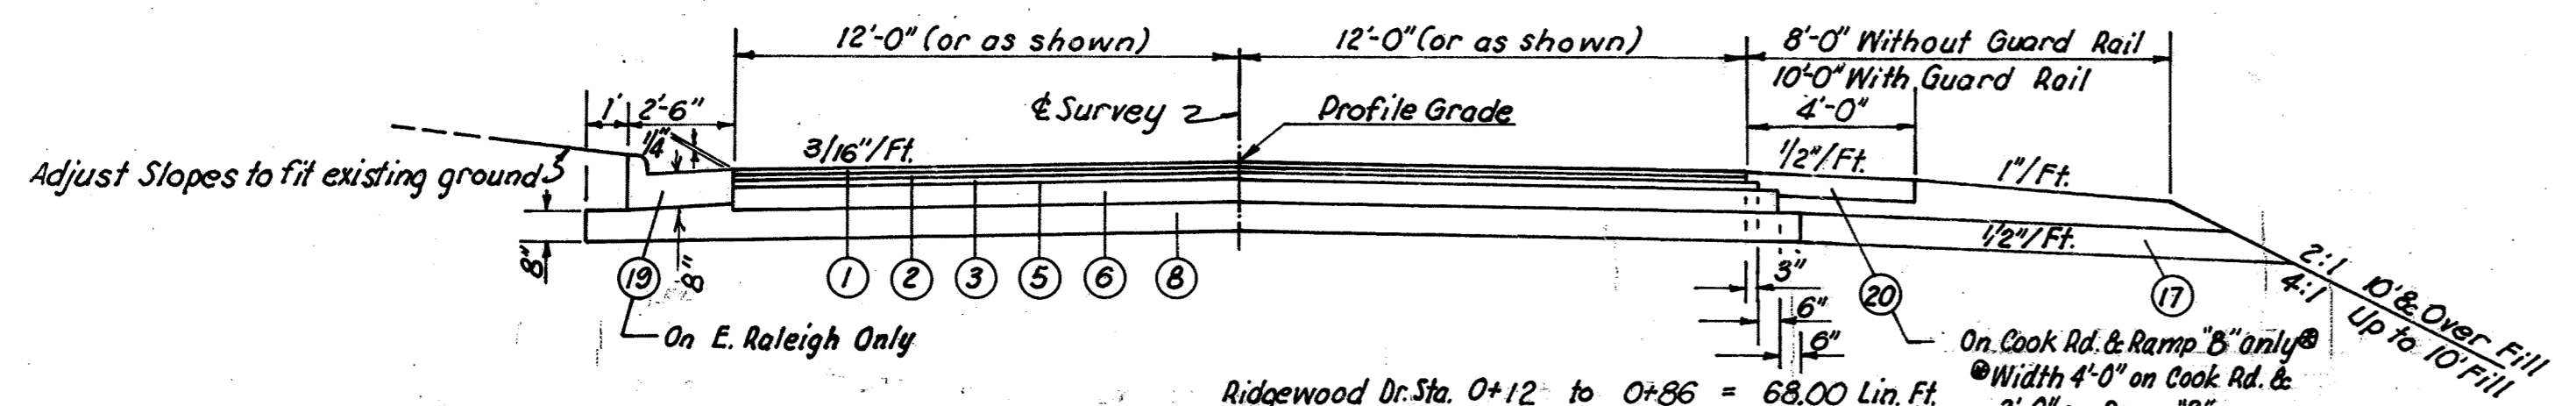 12'-0" (or as shown)
12'-0" (or as shown)
8'-0" Without Guard Rail
10'-0" With Guard Rail
4'-0"
1'
2'-6"
℄ Survey
Profile Grade
1/4"
3/16"/Ft.
1/2"/Ft.
1"/Ft.
Adjust Slopes to fit existing ground
8"
8"
1/2"/Ft.
19
1
2
3
5
6
8
3"
20
17
2:1 10' & Over Fill
4:1 Up to 10' Fill
6"
6"
On E. Raleigh Only
On Cook Rd. & Ramp "B" only ⊛
⊛ Width 4'-0" on Cook Rd. &
Ridgewood Dr. Sta. 0+12 to 0+86 = 68.00 Lin. Ft.